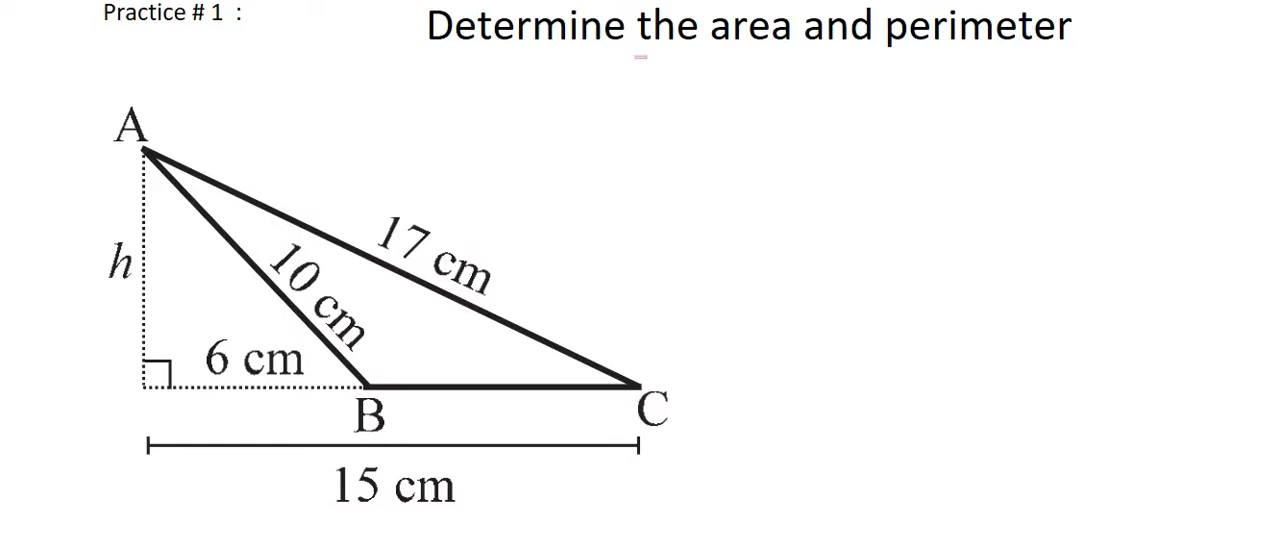 Practice # 1 :
Determine the area and perimeter
A
17 cm
h
10 cm
6 cm
B
C
15 cm